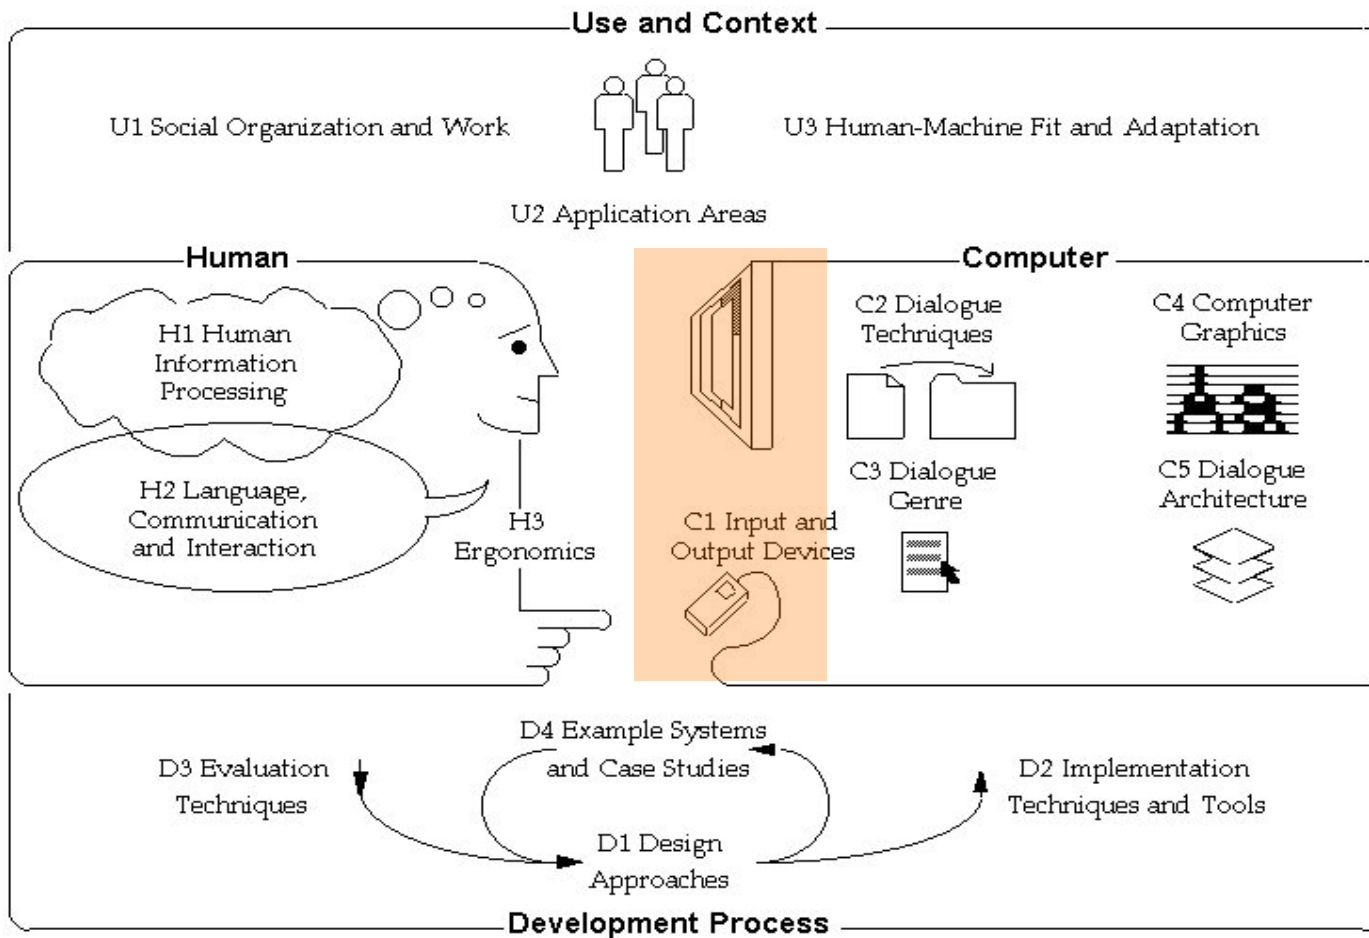 Use and Context
U1 Social Organization and Work
U3 Human-Machine Fit and Adaptation
U2 Application Areas
Human
H1 Human
Information
Processing
H2 Language,
Communication
and Interaction
H3
Ergonomics
Computer
C1 Input and
Output Devices
C2 Dialogue
Techniques
C3 Dialogue
Genre
C4 Computer
Graphics
C5 Dialogue
Architecture
D3 Evaluation
Techniques
D4 Example Systems
and Case Studies
D1 Design
Approaches
D2 Implementation
Techniques and Tools
Development Process